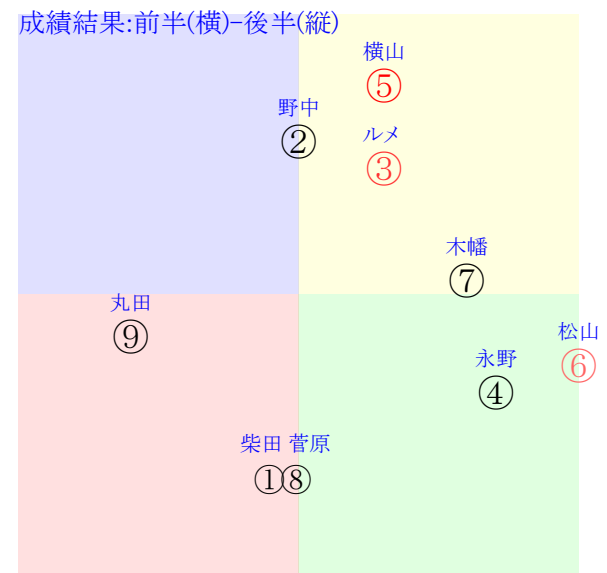 成績結果:前半(横)-後半(縦)
横山
⑤
野中
②
ルメ
③
木幡
⑦
丸田
⑨
松山
⑥
永野
④
柴田 菅原
①⑧